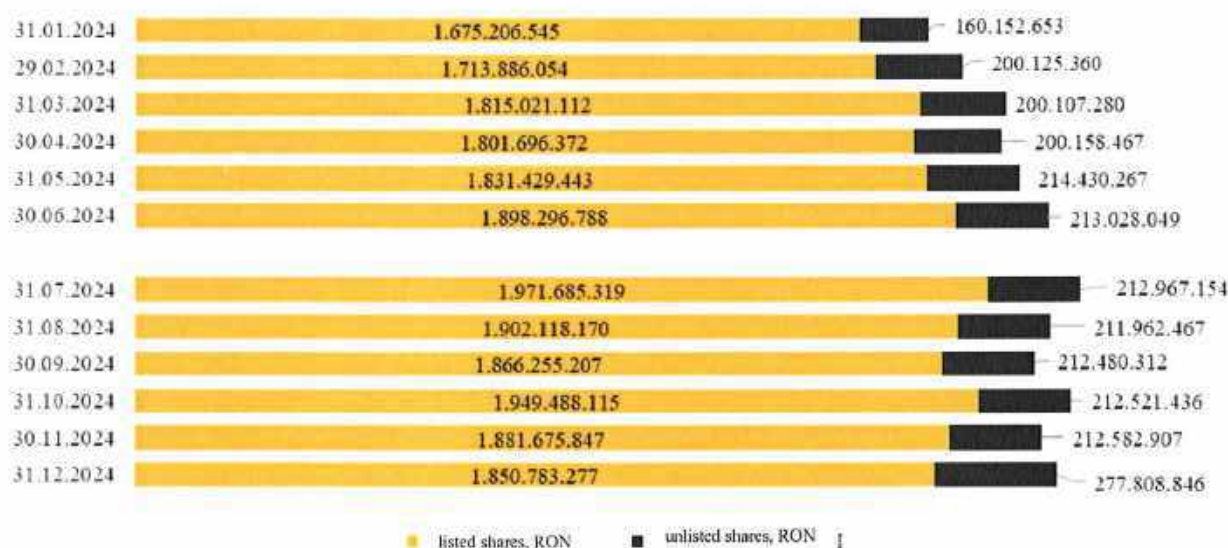 31.01.2024 1.675.206.545 160.152.653
29.02.2024 1.713.886.054 200.125.360
31.03.2024 1.815.021.112 200.107.280
30.04.2024 1.801.696.372 200.158.467
31.05.2024 1.831.429.443 214.430.267
30.06.2024 1.898.296.788 213.028.049
31.07.2024 1.971.685.319 212.967.154
31.08.2024 1.902.118.170 211.962.467
30.09.2024 1.866.255.207 212.480.312
31.10.2024 1.949.488.115 212.521.436
30.11.2024 1.881.675.847 212.582.907
31.12.2024 1.850.783.277 277.808.846
listed shares, RON unlisted shares, RON